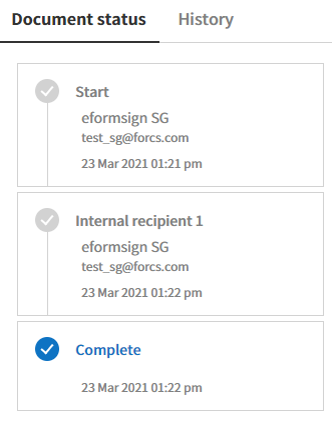 Document status History
Start
eformsign SG
test_sg@forcs.com
23 Mar 2021 01:21 pm
Internal recipient 1
eformsign SG
test_sg@forcs.com
23 Mar 2021 01:22 pm
Complete
23 Mar 2021 01:22 pm